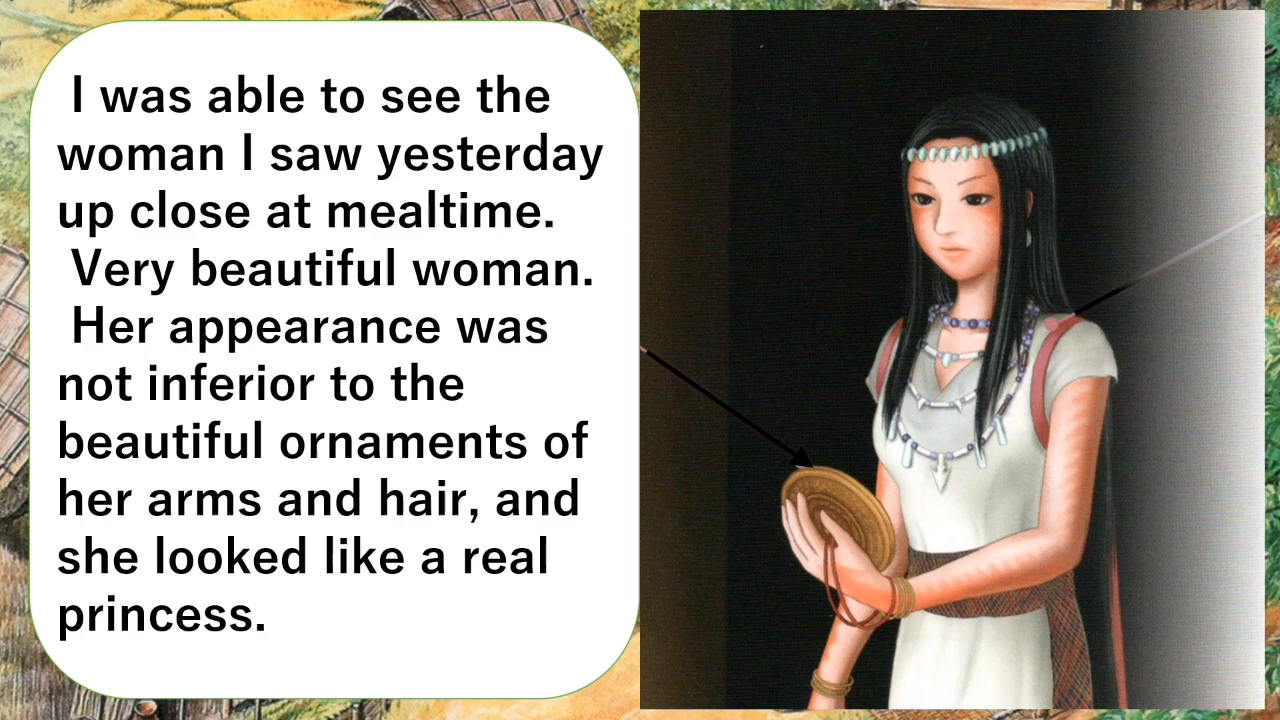 I was able to see the
woman I saw yesterday
up close at mealtime.
Very beautiful woman.
Her appearance was
not inferior to the
beautiful ornaments of
her arms and hair, and
she looked like a real
princess.